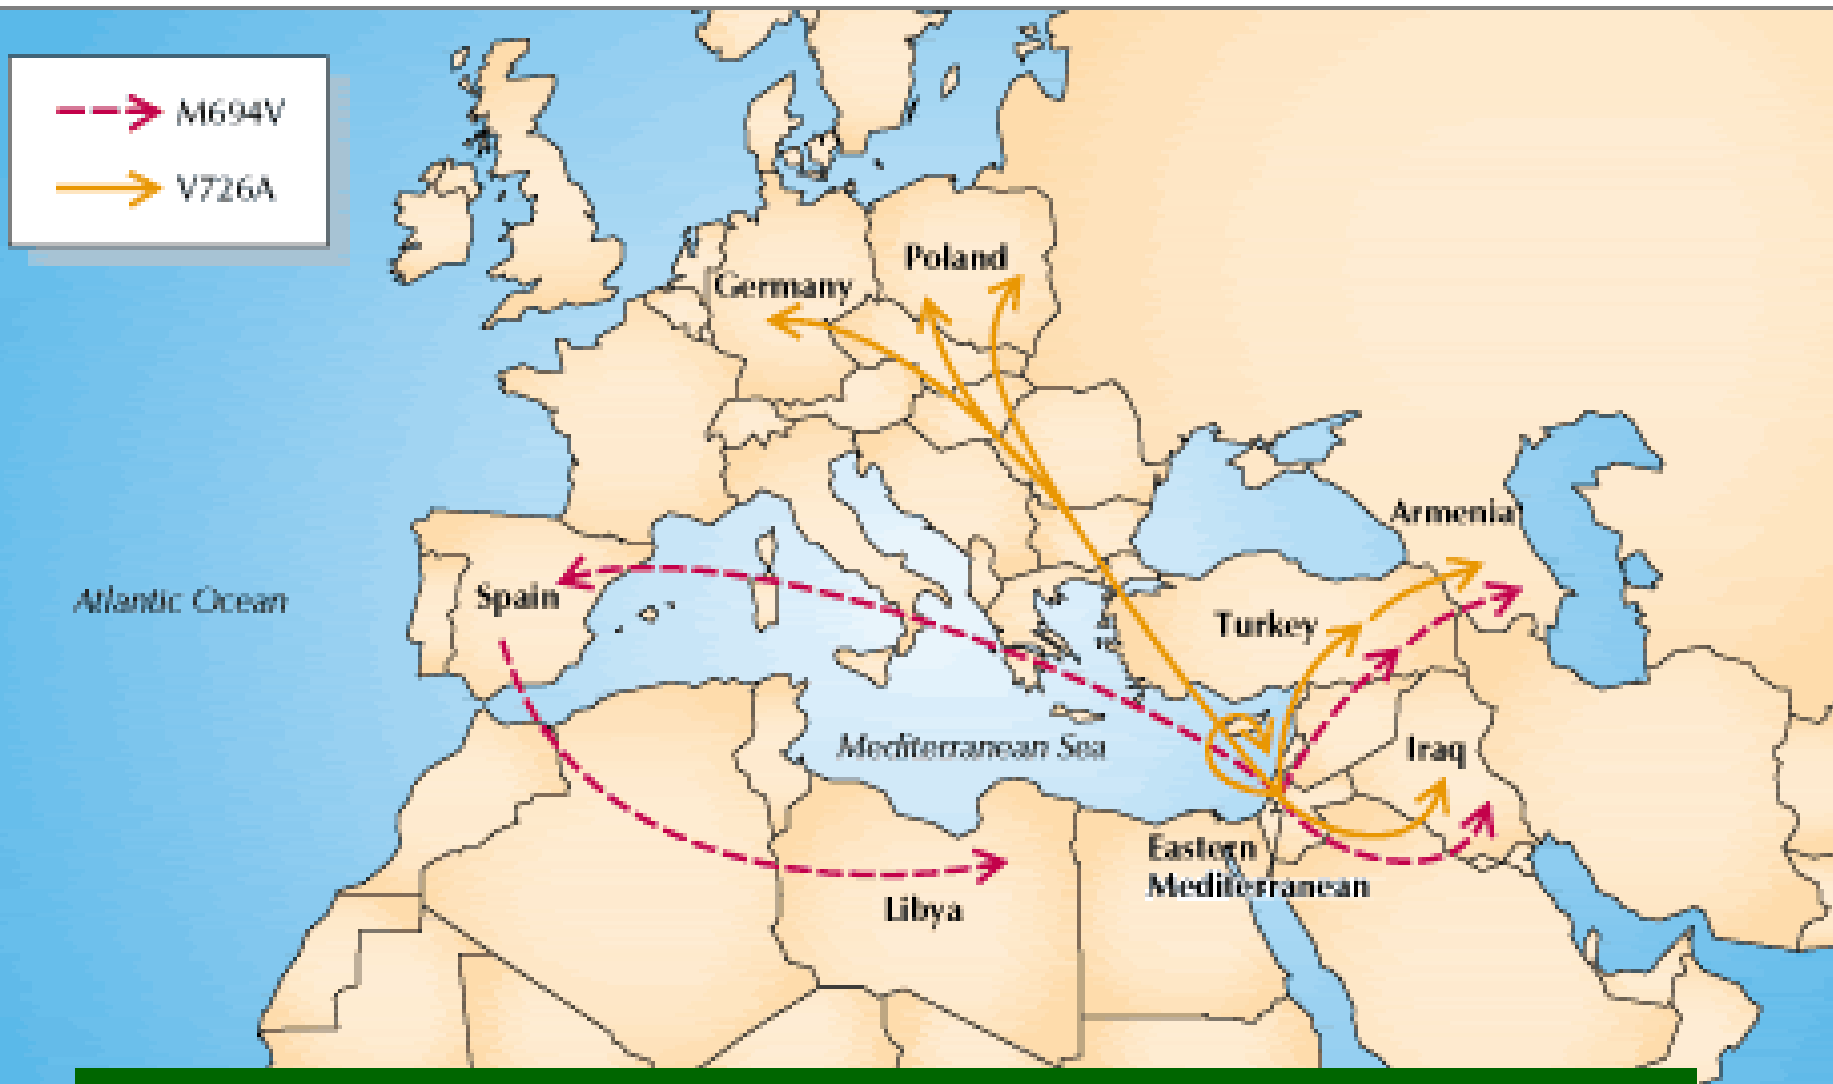 M694V
V726A
Poland
Germany
Armenia
Atlantic Ocean
Spain
Turkey
Mediterranean Sea
Iraq
Eastern
Mediterranean
Libya